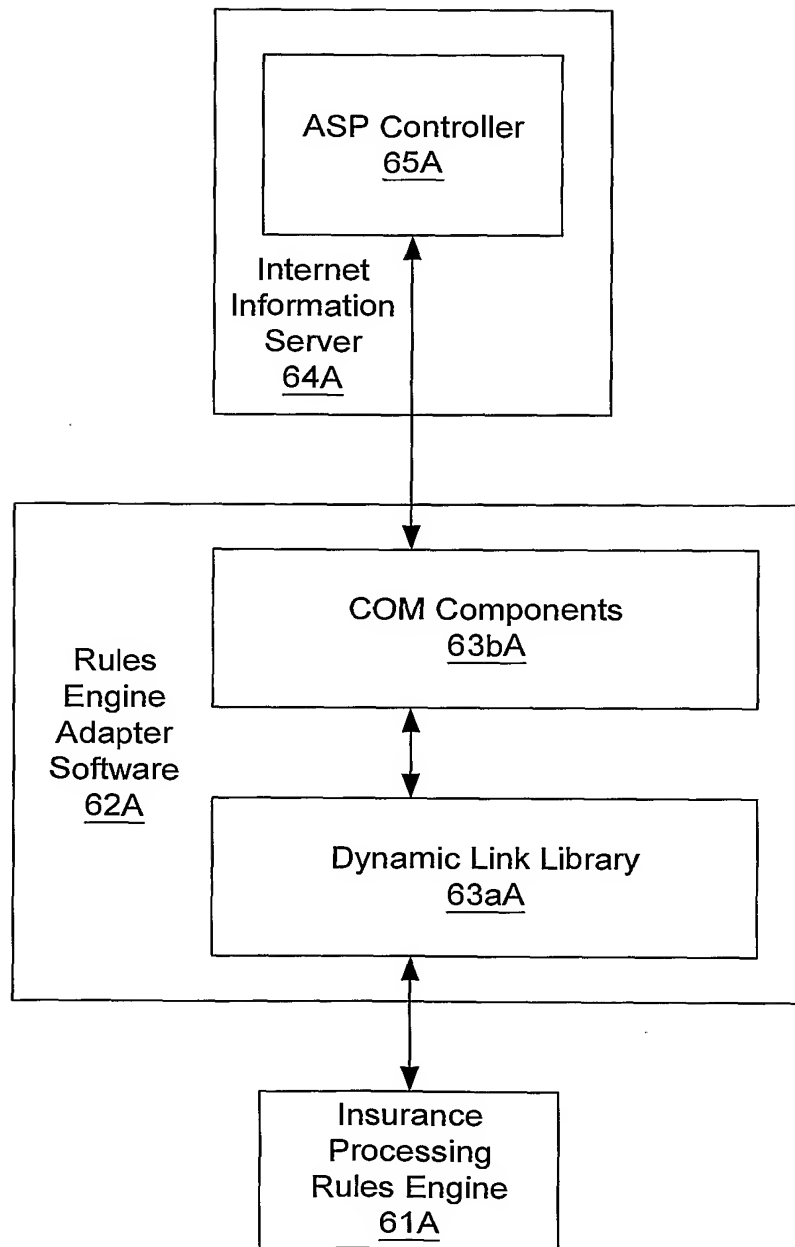 ASP Controller
65A
Internet
Information
Server
64A
COM Components
63bA
Rules
Engine
Adapter
Software
62A
Dynamic Link Library
63aA
Insurance
Processing
Rules Engine
61A